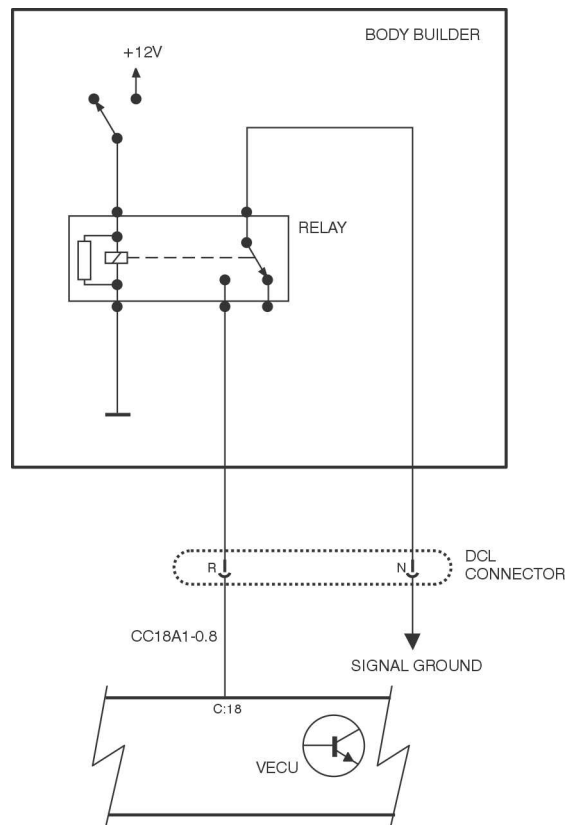 BODY BUILDER
+12V
RELAY
R
N
DCL
CONNECTOR
CC18A1-0.8
SIGNAL GROUND
C:18
VECU